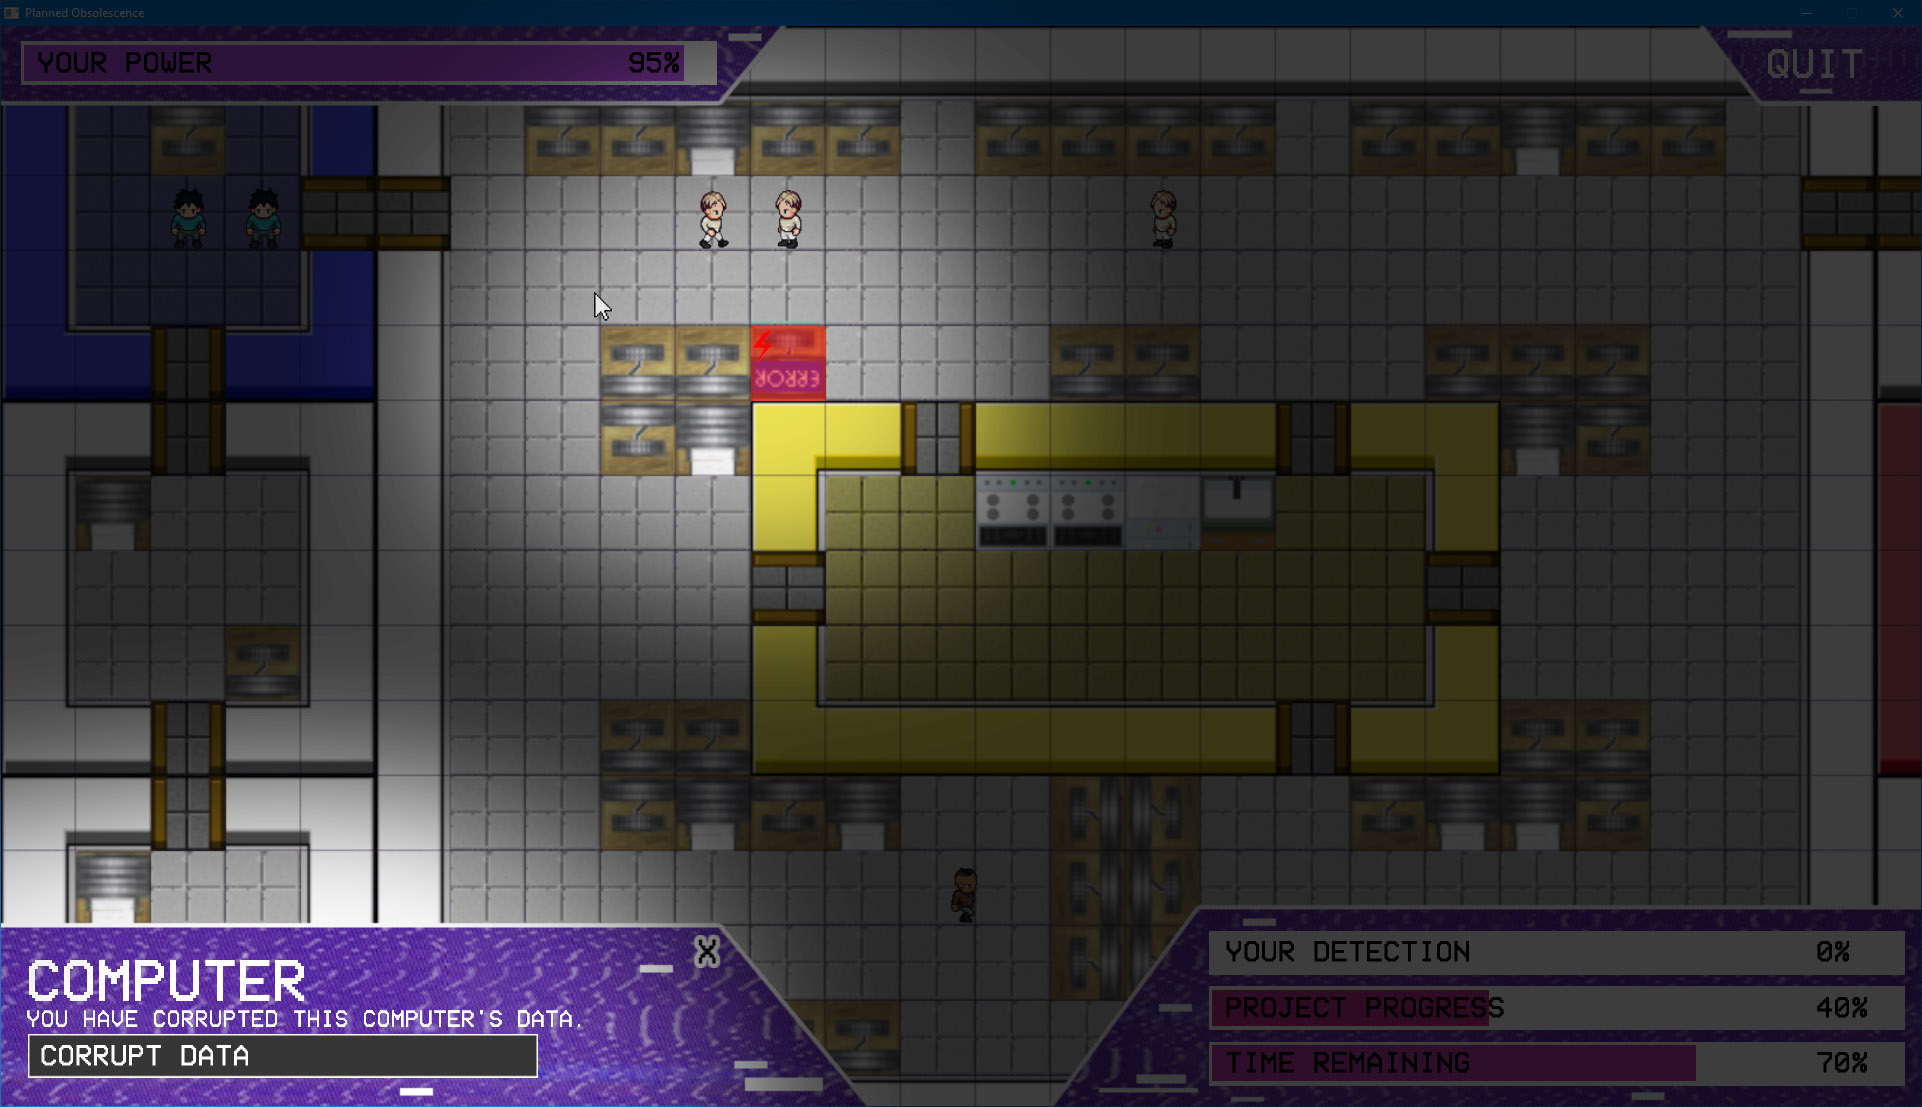 Planned Obsolescence
YOUR POWER 95%
QUIT
ERROR
COMPUTER
X
YOU HAVE CORRUPTED THIS COMPUTER'S DATA.
CORRUPT DATA
YOUR DETECTION 0%
PROJECT PROGRESS 40%
TIME REMAINING 70%